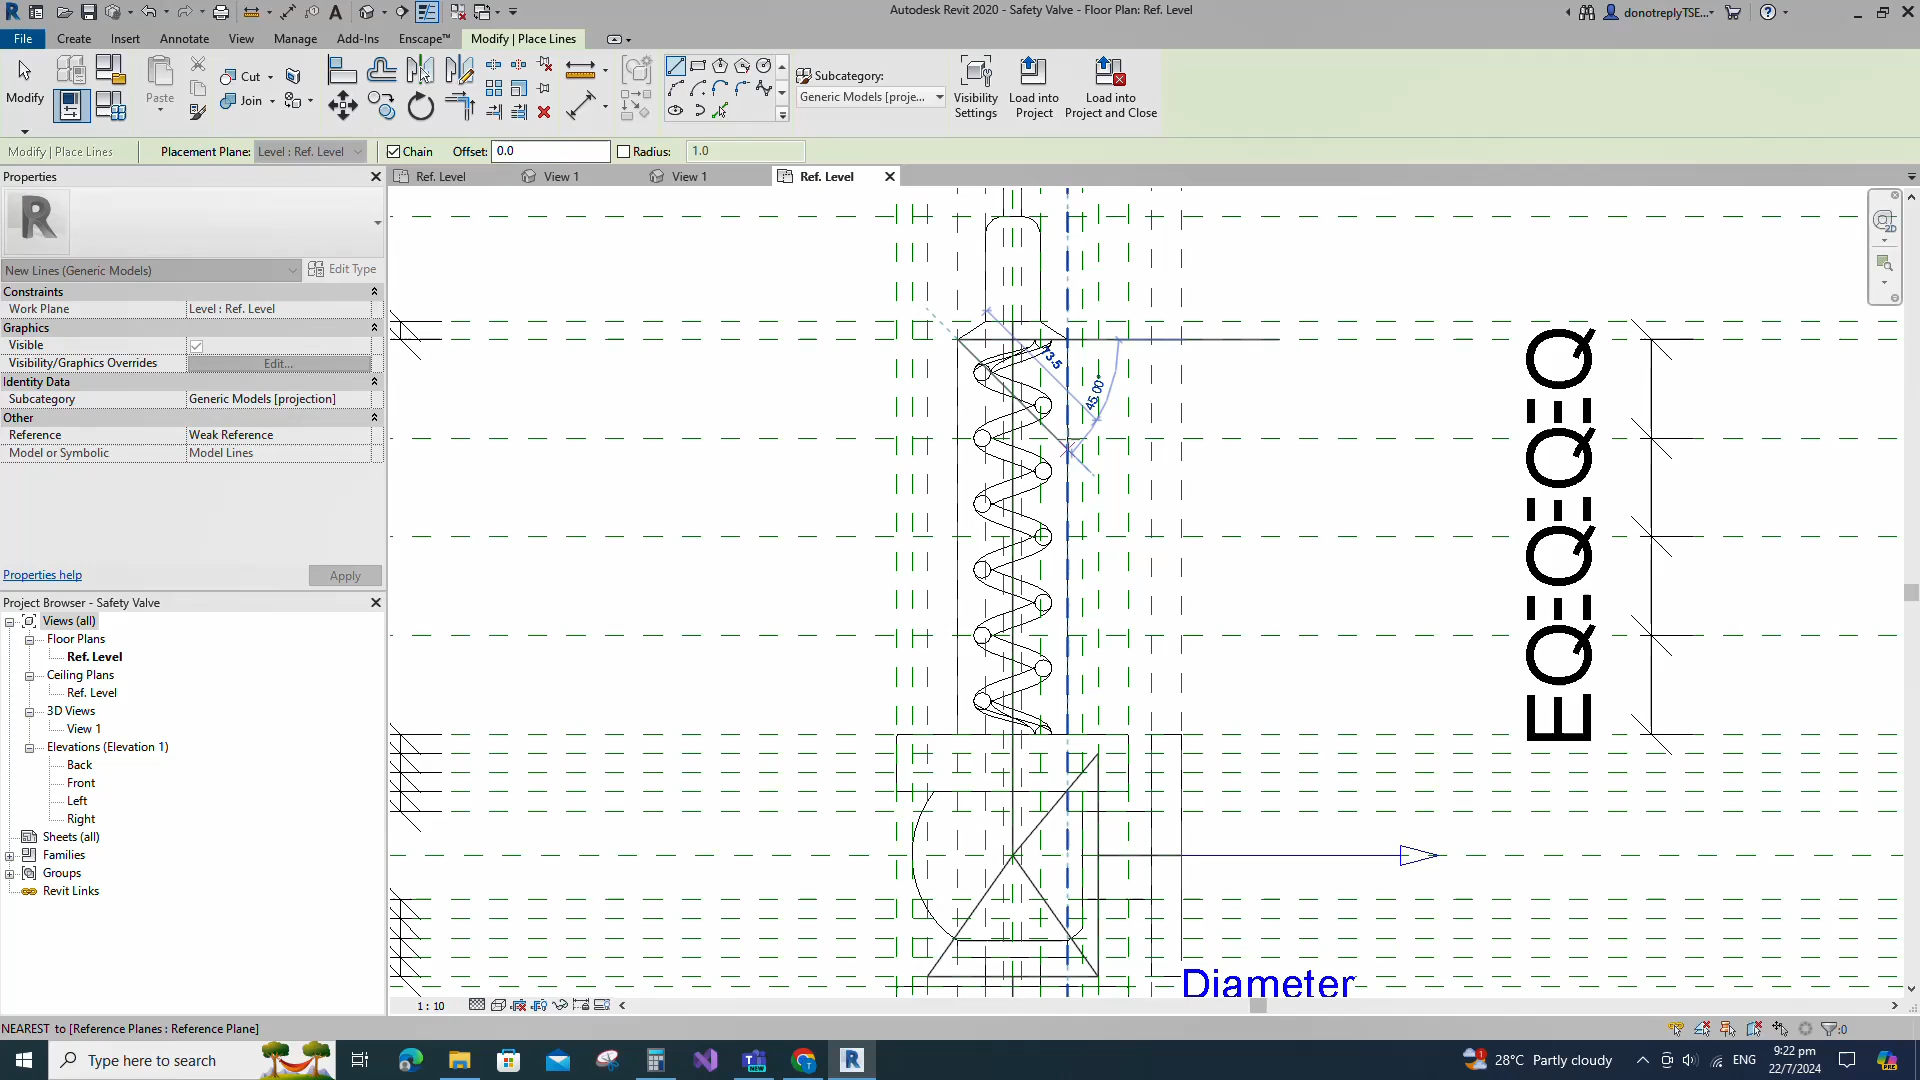 Autodesk Revit 2020 - Safety Valve - Floor Plan: Ref. Level
donotreplyTSE...
File
Create
Insert
Annotate
View
Manage
Add-Ins
Enscape™
Modify | Place Lines
Modify
Paste
Cut
Join
Subcategory:
Generic Models [proje...
Visibility
Settings
Load into
Project
Load into
Project and Close
Modify | Place Lines
Placement Plane:
Level : Ref. Level
Chain
Offset:
0.0
Radius:
1.0
Properties
Ref. Level
View 1
View 1
Ref. Level
New Lines (Generic Models)
Edit Type
Constraints
Work Plane
Level : Ref. Level
Graphics
Visible
Visibility/Graphics Overrides
Edit...
Identity Data
Subcategory
Generic Models [projection]
Other
Reference
Weak Reference
Model or Symbolic
Model Lines
Properties help
Apply
Project Browser - Safety Valve
Views (all)
Floor Plans
Ref. Level
Ceiling Plans
Ref. Level
3D Views
View 1
Elevations (Elevation 1)
Back
Front
Left
Right
Sheets (all)
Families
Groups
Revit Links
73.5
45.00°
EQ
EQ
EQ
EQ
Diameter
2D
1 : 10
NEAREST to [Reference Planes : Reference Plane]
:0
Type here to search
28°C Partly cloudy
ENG
9:22 pm
22/7/2024